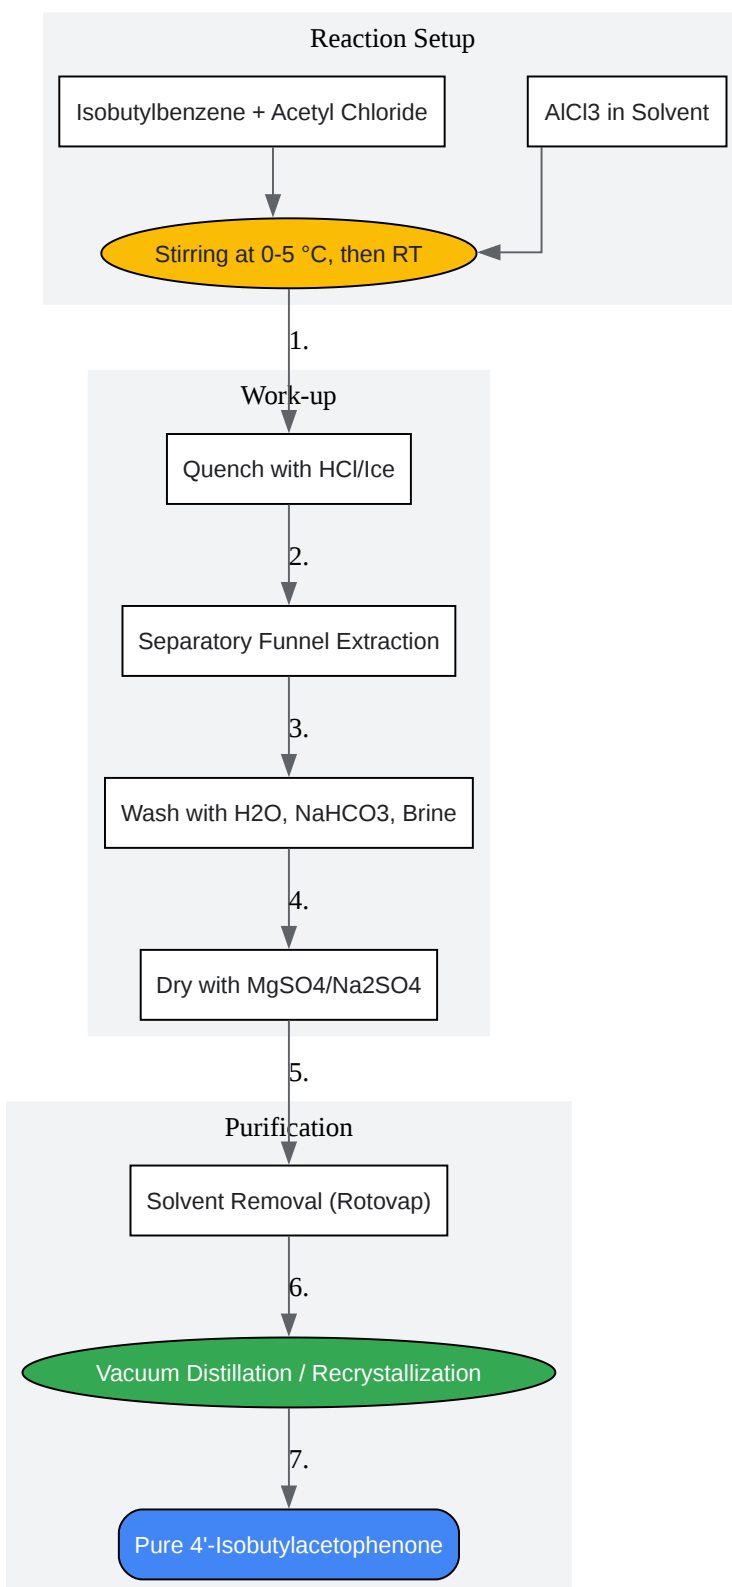 Reaction Setup
Isobutylbenzene + Acetyl Chloride
AlCl3 in Solvent
Stirring at 0-5 °C, then RT
1.
Work-up
Quench with HCl/Ice
2.
Separatory Funnel Extraction
3.
Wash with H2O, NaHCO3, Brine
4.
Dry with MgSO4/Na2SO4
5.
Purification
Solvent Removal (Rotovap)
6.
Vacuum Distillation / Recrystallization
7.
Pure 4'-Isobutylacetophenone